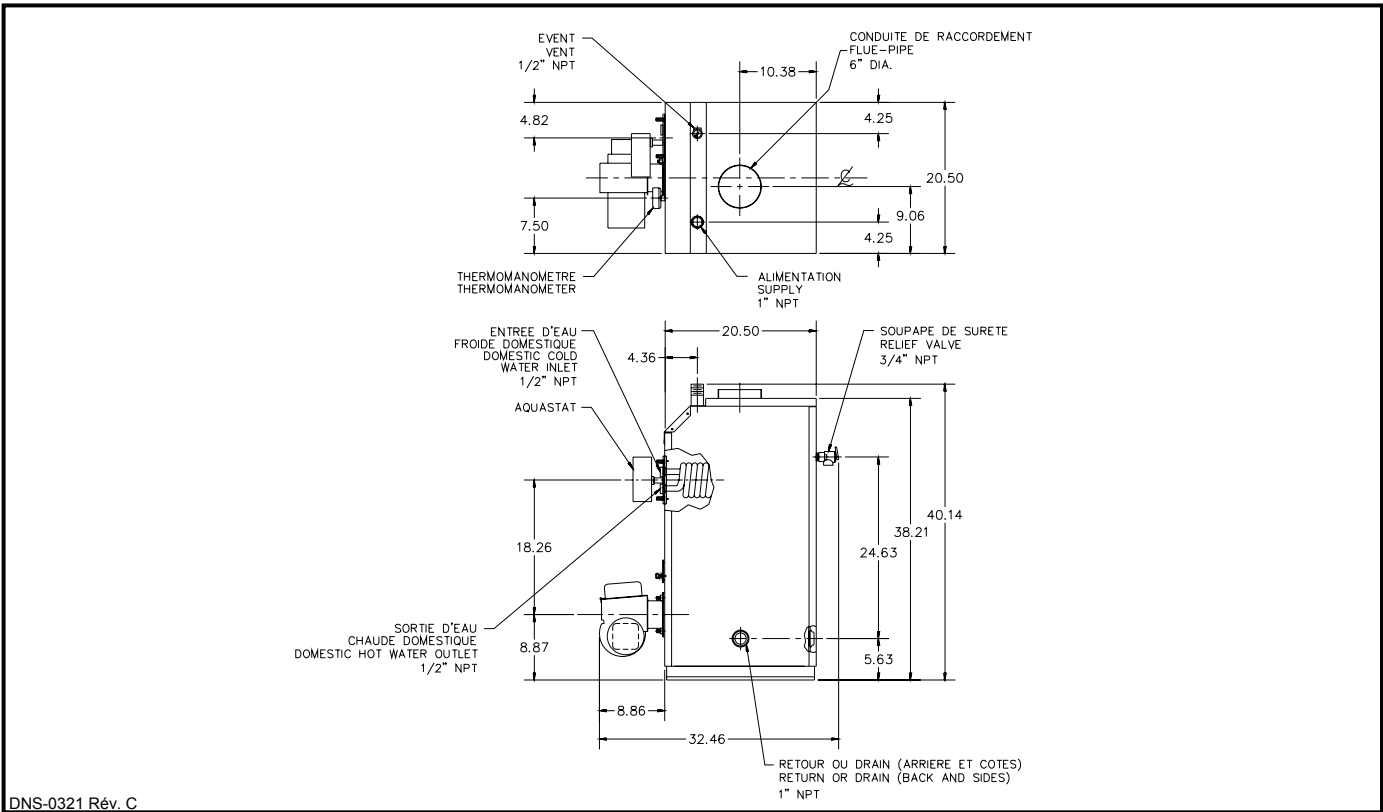 EVENT
VENT
1/2" NPT
CONDUITE DE RACCORDEMENT
FLUE-PIPE
6" DIA.
10.38
4.82
4.25
20.50
9.06
7.50
4.25
THERMOMANOMETRE
THERMOMANOMETER
ALIMENTATION
SUPPLY
1" NPT
ENTREE D'EAU
FROIDE DOMESTIQUE
DOMESTIC COLD
WATER INLET
1/2" NPT
20.50
4.36
SOUPAPE DE SURETE
RELIEF VALVE
3/4" NPT
AQUASTAT
40.14
38.21
18.26
24.63
SORTIE D'EAU
CHAUDE DOMESTIQUE
DOMESTIC HOT WATER OUTLET
1/2" NPT
8.87
5.63
8.86
32.46
RETOUR OU DRAIN (ARRIERE ET COTES)
RETURN OR DRAIN (BACK AND SIDES)
1" NPT
DNS-0321 Rév. C